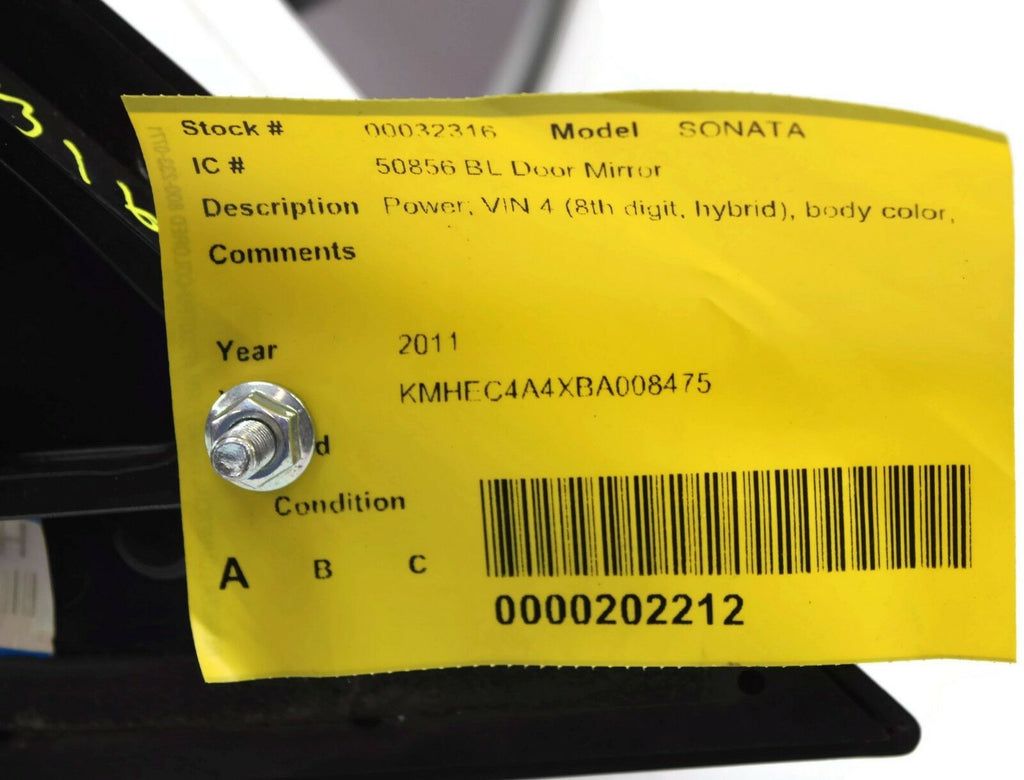 Stock # 00032316 Model SONATA
IC # 50856 BL Door Mirror
Description Power, VIN 4 (8th digit, hybrid), body color,
Comments
Year 2011
KMHEC4A4XBA008475
d
Condition
A B C
0000202212
316